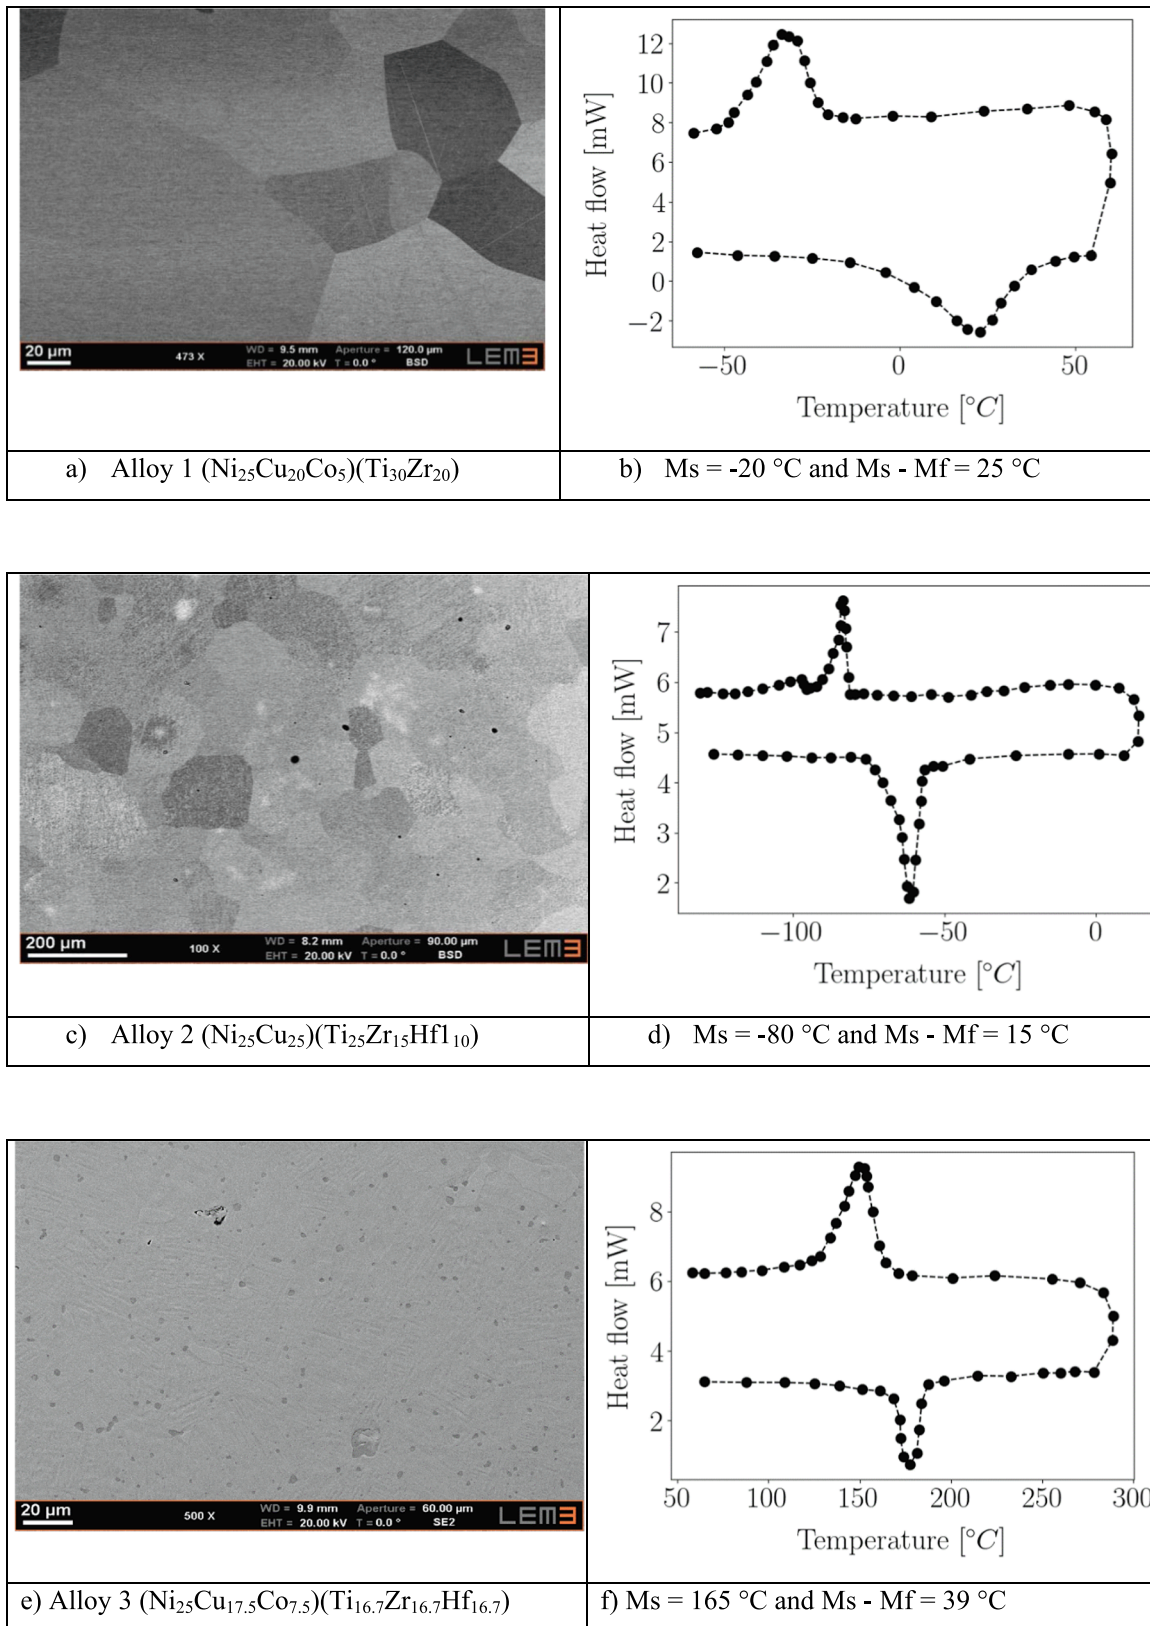 20 µm
473 X
WD = 9.5 mm Aperture = 120.0 µm
EHT = 20.00 kV T = 0.0 ° BSD
LEM3
12
10
8
6
4
2
0
−2
Heat flow [mW]
−50 0 50
Temperature [°C]
a) Alloy 1 (Ni25Cu20Co5)(Ti30Zr20)
b) Ms = -20 °C and Ms - Mf = 25 °C
200 µm
100 X
WD = 8.2 mm Aperture = 90.00 µm
EHT = 20.00 kV T = 0.0 ° BSD
LEM3
7
6
5
4
3
2
Heat flow [mW]
−100 −50 0
Temperature [°C]
c) Alloy 2 (Ni25Cu25)(Ti25Zr15Hf110)
d) Ms = -80 °C and Ms - Mf = 15 °C
20 µm
500 X
WD = 9.9 mm Aperture = 60.00 µm
EHT = 20.00 kV T = 0.0 ° SE2
LEM3
8
6
4
2
Heat flow [mW]
50 100 150 200 250 300
Temperature [°C]
e) Alloy 3 (Ni25Cu17.5Co7.5)(Ti16.7Zr16.7Hf16.7)
f) Ms = 165 °C and Ms - Mf = 39 °C